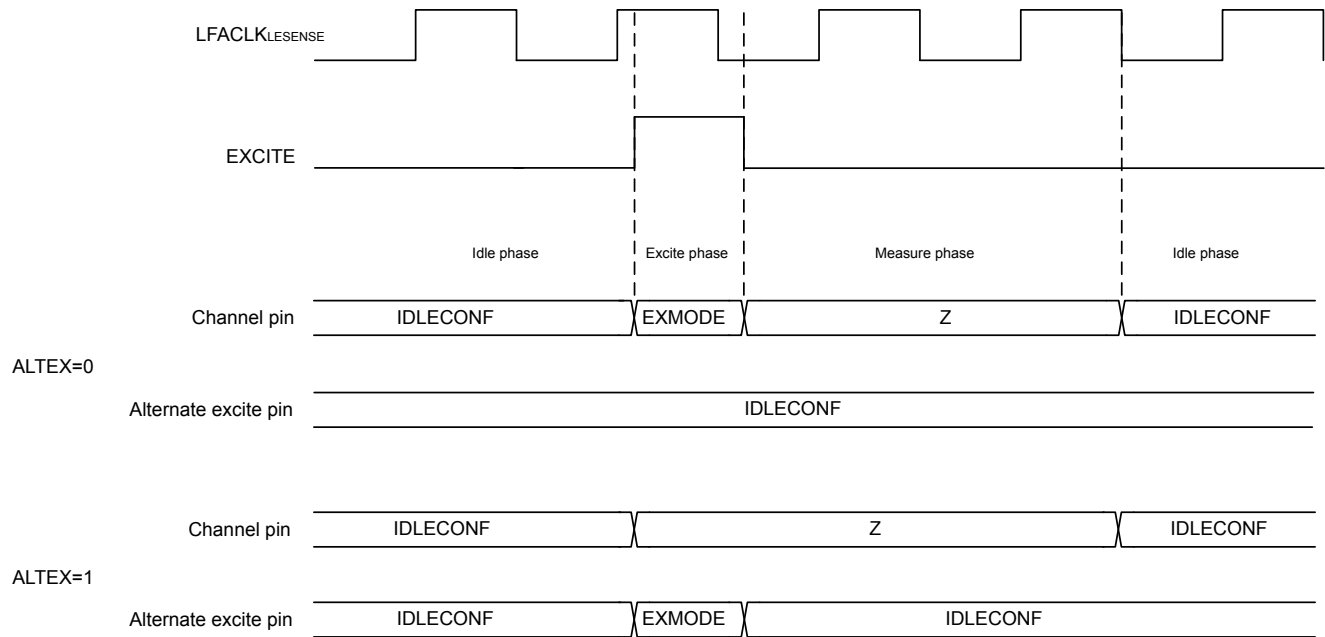 LFACLKLESENSE
EXCITE
Idle phase Excite phase Measure phase Idle phase
Channel pin IDLECONF EXMODE Z IDLECONF
ALTEX=0
Alternate excite pin IDLECONF
Channel pin IDLECONF Z IDLECONF
ALTEX=1
Alternate excite pin IDLECONF EXMODE IDLECONF